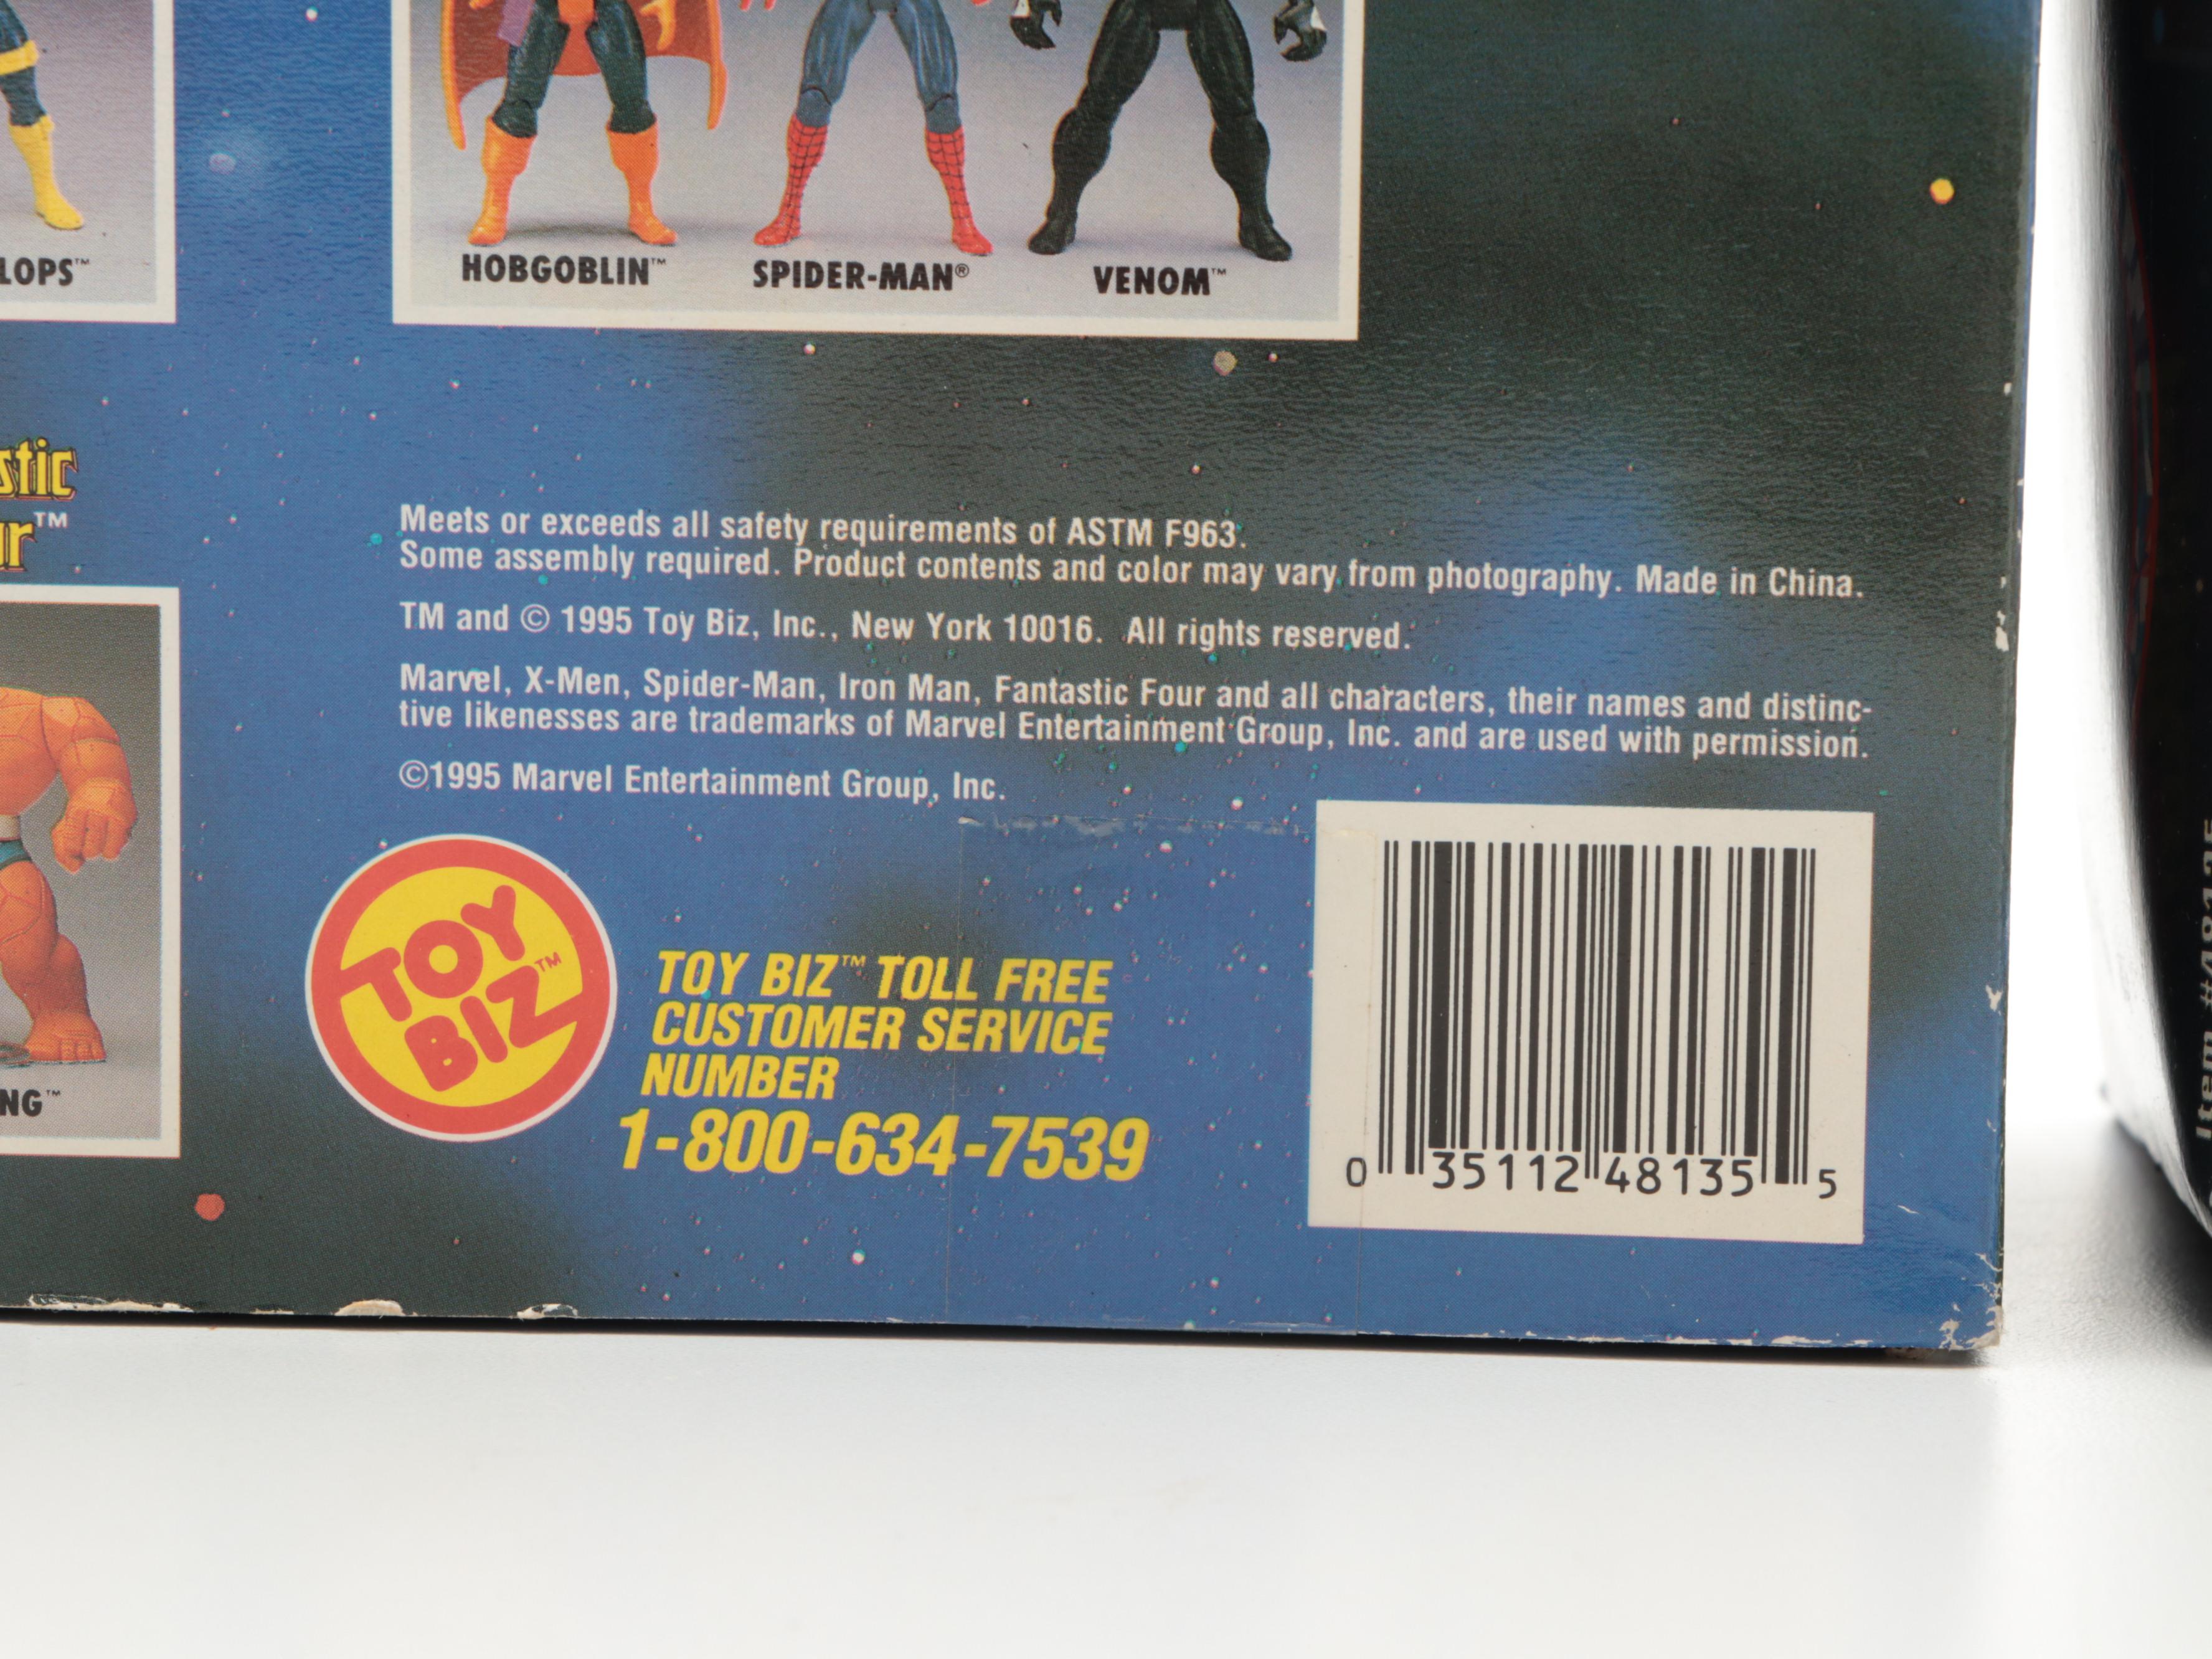 LOPS™
HOBGOBLIN™ SPIDER-MAN® VENOM™
stic
ur™
Meets or exceeds all safety requirements of ASTM F963.
Some assembly required. Product contents and color may vary from photography. Made in China.
TM and © 1995 Toy Biz, Inc., New York 10016. All rights reserved.
Marvel, X-Men, Spider-Man, Iron Man, Fantastic Four and all characters, their names and distinc-
tive likenesses are trademarks of Marvel Entertainment Group, Inc. and are used with permission.
©1995 Marvel Entertainment Group, Inc.
NG™
TOY
BIZ™
TOY BIZ™ TOLL FREE
CUSTOMER SERVICE
NUMBER
1-800-634-7539
0 35112 48135 5
Item